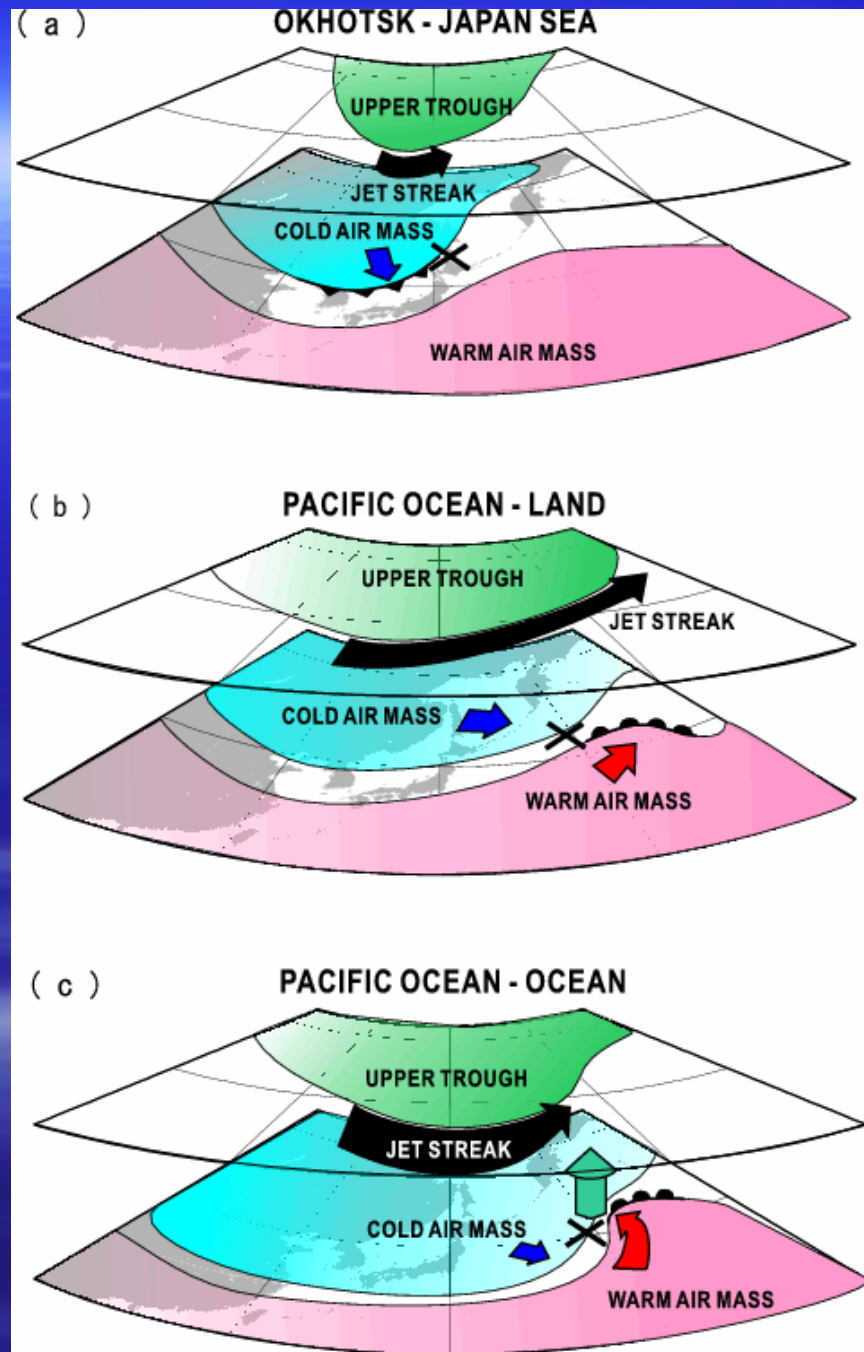 ( a )
OKHOTSK - JAPAN SEA
UPPER TROUGH
JET STREAK
COLD AIR MASS
WARM AIR MASS
( b )
PACIFIC OCEAN - LAND
UPPER TROUGH
JET STREAK
COLD AIR MASS
WARM AIR MASS
( c )
PACIFIC OCEAN - OCEAN
UPPER TROUGH
JET STREAK
COLD AIR MASS
WARM AIR MASS